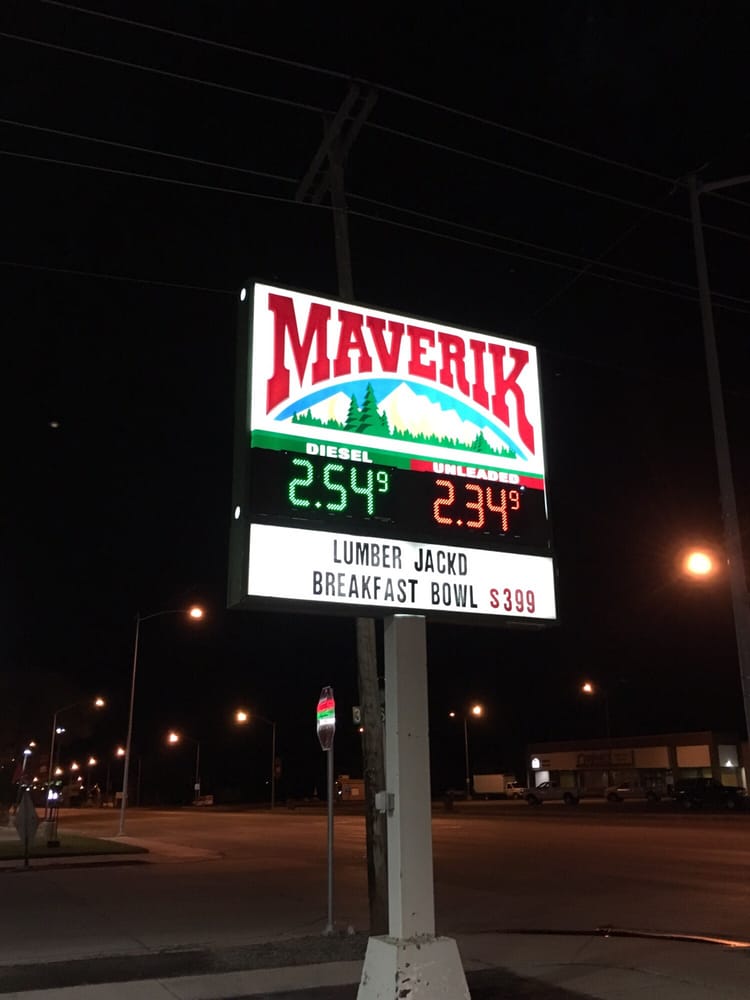 MAVERIK
DIESEL
UNLEADED
2.54⁹
2.34⁹
LUMBER JACKD
BREAKFAST BOWL $399